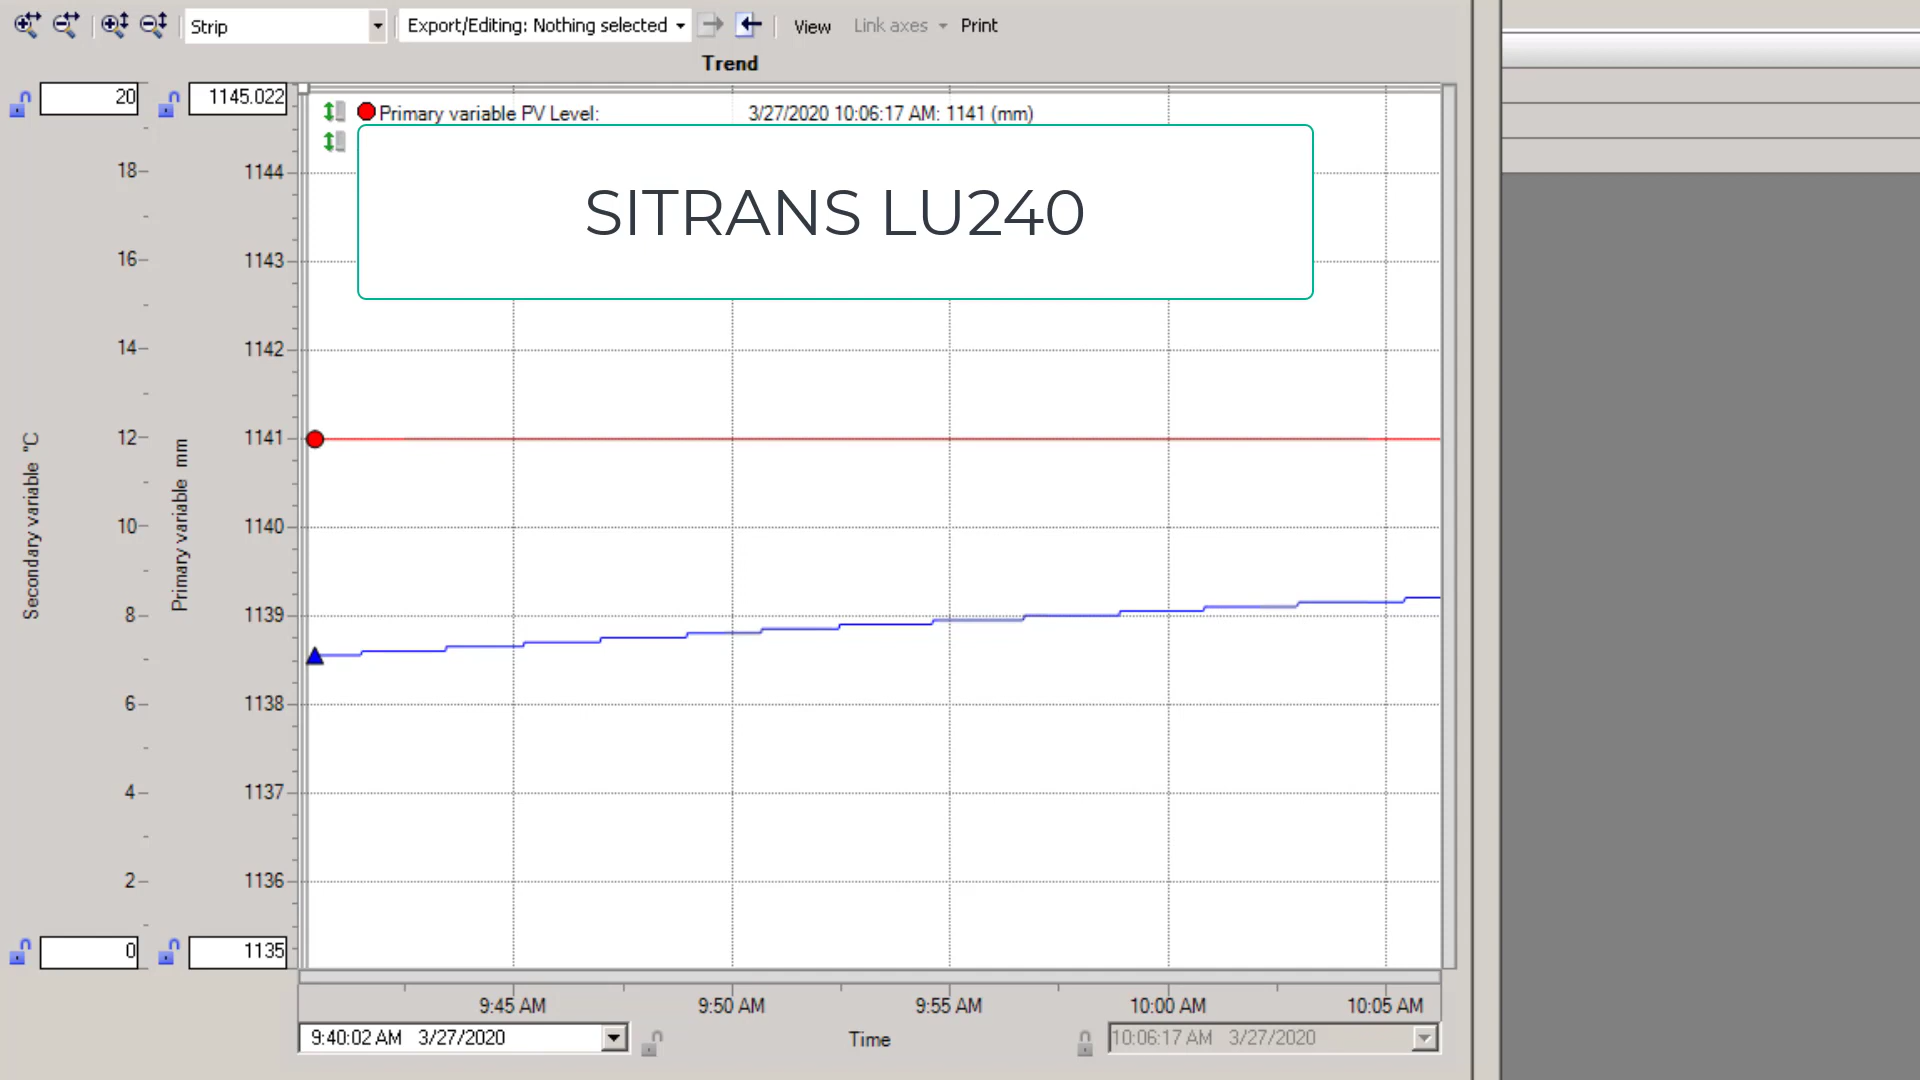 Strip
Export/Editing: Nothing selected
View
Link axes
Print
Trend
20
1145.022
Primary variable PV Level:
3/27/2020 10:06:17 AM: 1141 (mm)
SITRANS LU240
18
1144
16
1143
14
1142
12
1141
10
1140
8
1139
6
1138
4
1137
2
1136
0
1135
Secondary variable °C
Primary variable mm
9:45 AM
9:50 AM
9:55 AM
10:00 AM
10:05 AM
9:40:02 AM 3/27/2020
Time
10:06:17 AM 3/27/2020